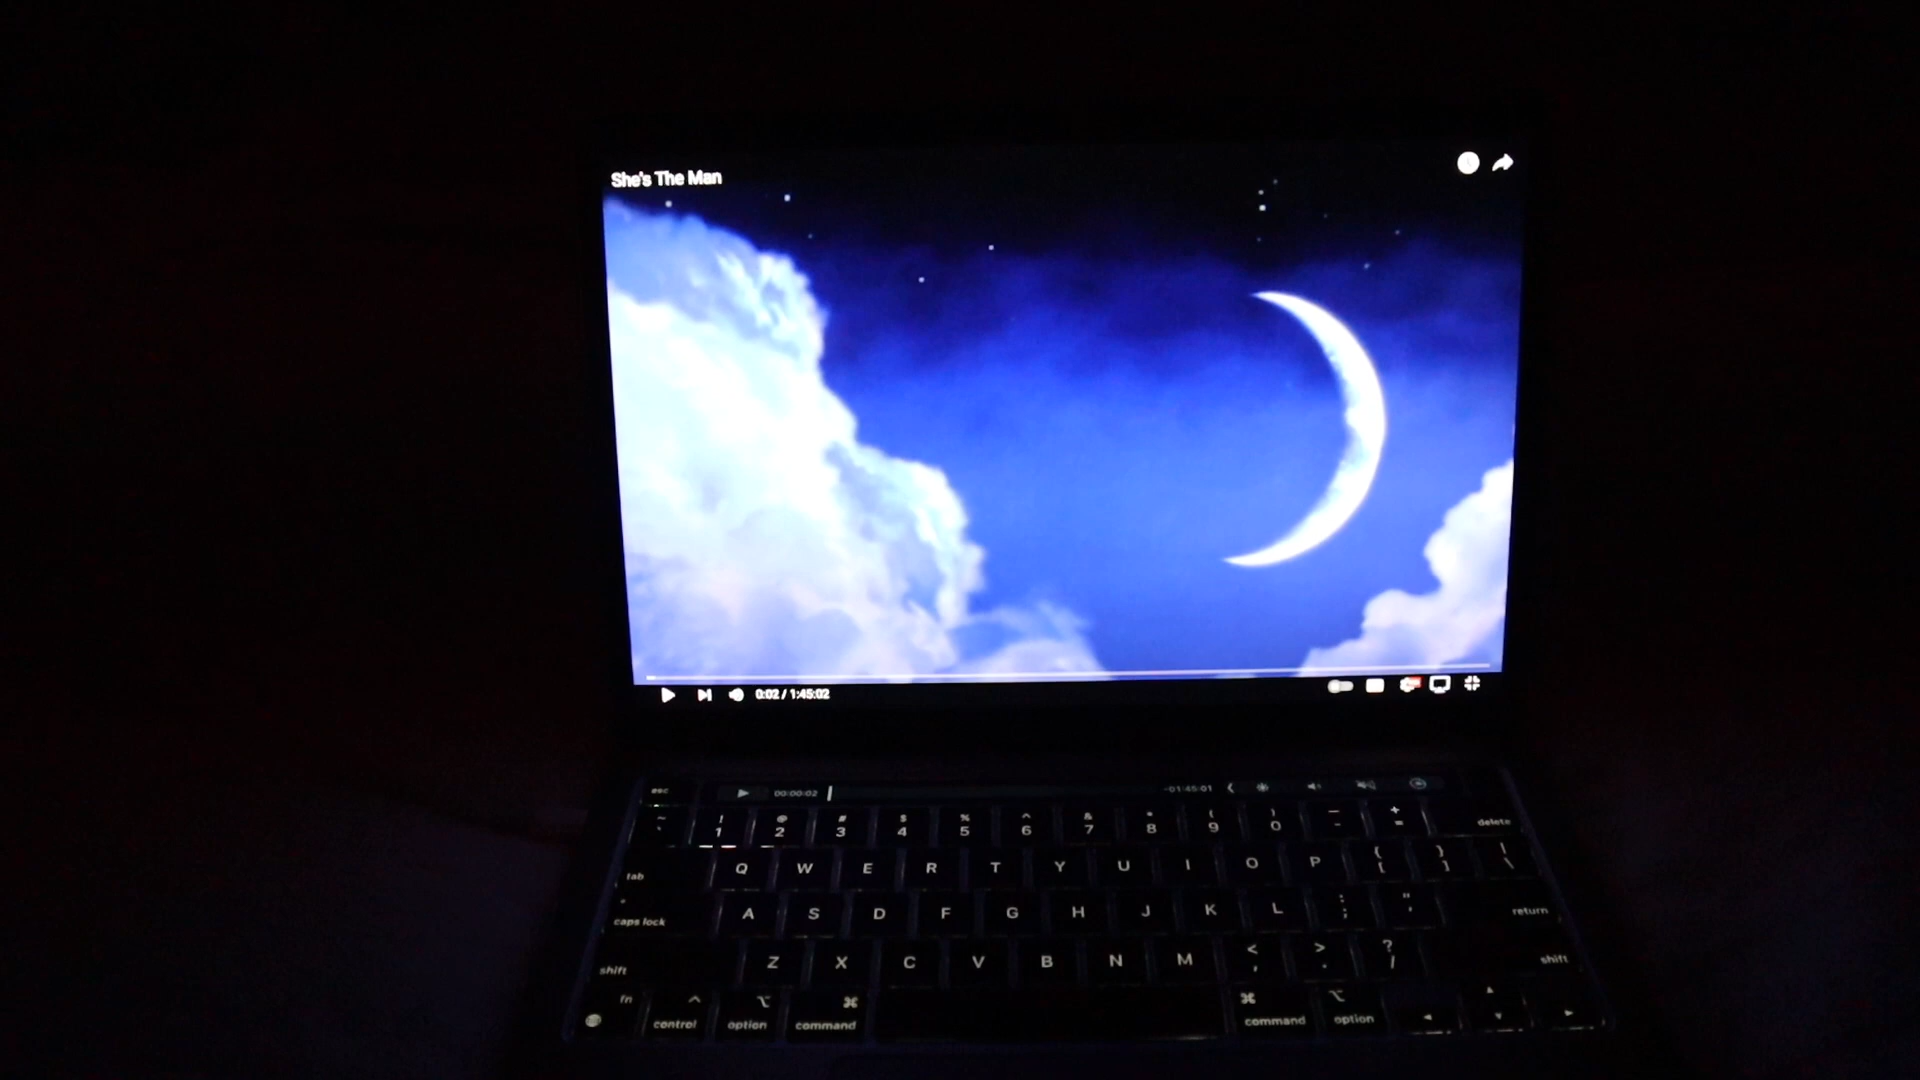 She's The Man
0:02 / 1:45:02
esc 00:00:02 -01:45:01
~ ! @ # $ % ^ & * ( ) _ +
` 1 2 3 4 5 6 7 8 9 0 - = delete
tab Q W E R T Y U I O P { [ } ] | \
caps lock A S D F G H J K L : ; " ' return
shift Z X C V B N M < , > . ? / shift
fn control option command command option